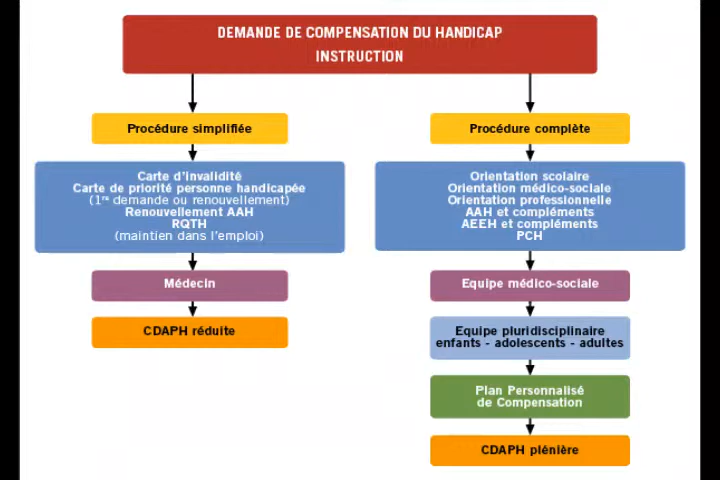 DEMANDE DE COMPENSATION DU HANDICAP
INSTRUCTION
Procédure simplifiée
Carte d'invalidité
Carte de priorité personne handicapée
(1re demande ou renouvellement)
Renouvellement AAH
RQTH
(maintien dans l'emploi)
Médecin
CDAPH réduite
Procédure complète
Orientation scolaire
Orientation médico-sociale
Orientation professionnelle
AAH et compléments
AEEH et compléments
PCH
Equipe médico-sociale
Equipe pluridisciplinaire
enfants - adolescents - adultes
Plan Personnalisé
de Compensation
CDAPH plénière